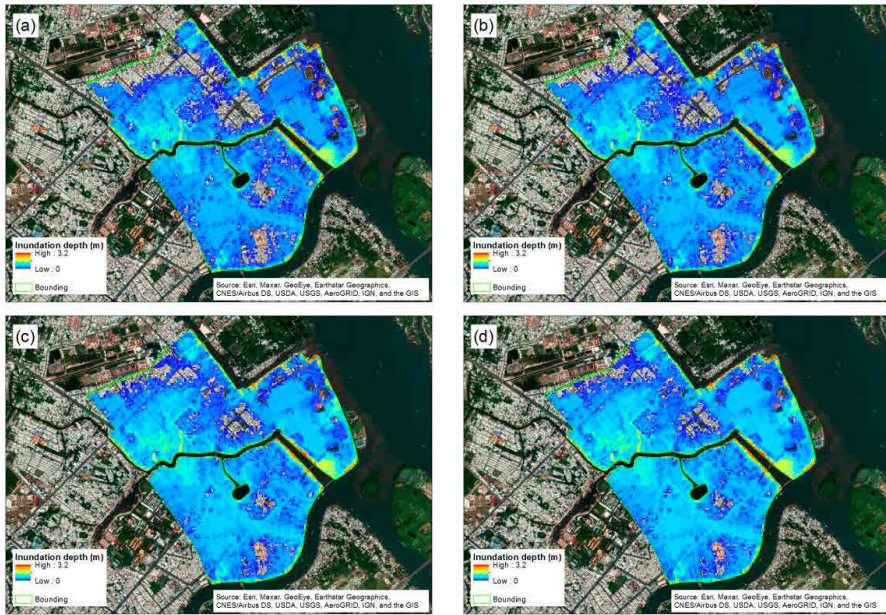 (a)
Inundation depth (m)
High : 3.2
Low : 0
Bounding
Source: Esri, Maxar, GeoEye, Earthstar Geographics,
CNES/Airbus DS, USDA, USGS, AeroGRID, IGN, and the GIS
(b)
Inundation depth (m)
High : 3.2
Low : 0
Bounding
Source: Esri, Maxar, GeoEye, Earthstar Geographics,
CNES/Airbus DS, USDA, USGS, AeroGRID, IGN, and the GIS
(c)
Inundation depth (m)
High : 3.2
Low : 0
Bounding
Source: Esri, Maxar, GeoEye, Earthstar Geographics,
CNES/Airbus DS, USDA, USGS, AeroGRID, IGN, and the GIS
(d)
Inundation depth (m)
High : 3.2
Low : 0
Bounding
Source: Esri, Maxar, GeoEye, Earthstar Geographics,
CNES/Airbus DS, USDA, USGS, AeroGRID, IGN, and the GIS